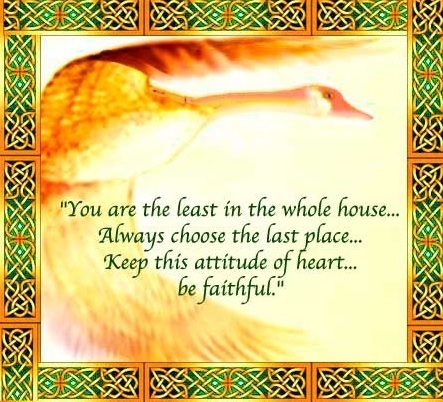 "You are the least in the whole house...
Always choose the last place...
Keep this attitude of heart...
be faithful."